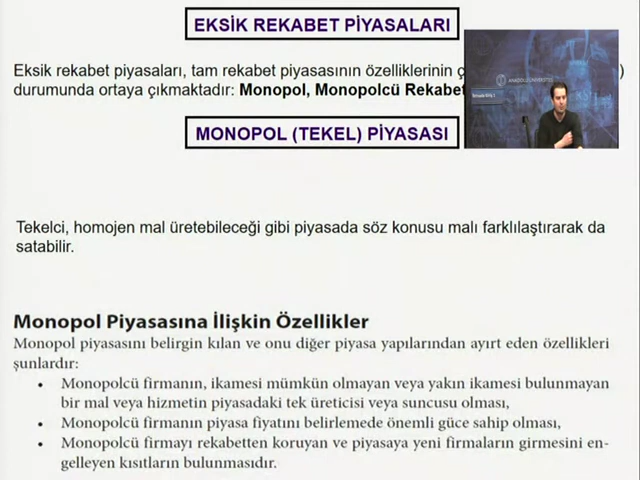 EKSİK REKABET PİYASALARI
Eksik rekabet piyasaları, tam rekabet piyasasının özelliklerinin )
durumunda ortaya çıkmaktadır: Monopol, Monopolcü Rekabet
ANADOLU ÜNİVERSİTESİ
MONOPOL (TEKEL) PİYASASI
Tekelci, homojen mal üretebileceği gibi piyasada söz konusu malı farklılaştırarak da
satabilir.
Monopol Piyasasına İlişkin Özellikler
Monopol piyasasını belirgin kılan ve onu diğer piyasa yapılarından ayırt eden özellikleri
şunlardır:
• Monopolcü firmanın, ikamesi mümkün olmayan veya yakın ikamesi bulunmayan
bir mal veya hizmetin piyasadaki tek üreticisi veya sunucusu olması,
• Monopolcü firmanın piyasa fiyatını belirlemede önemli güce sahip olması,
• Monopolcü firmayı rekabetten koruyan ve piyasaya yeni firmaların girmesini en-
gelleyen kısıtların bulunmasıdır.